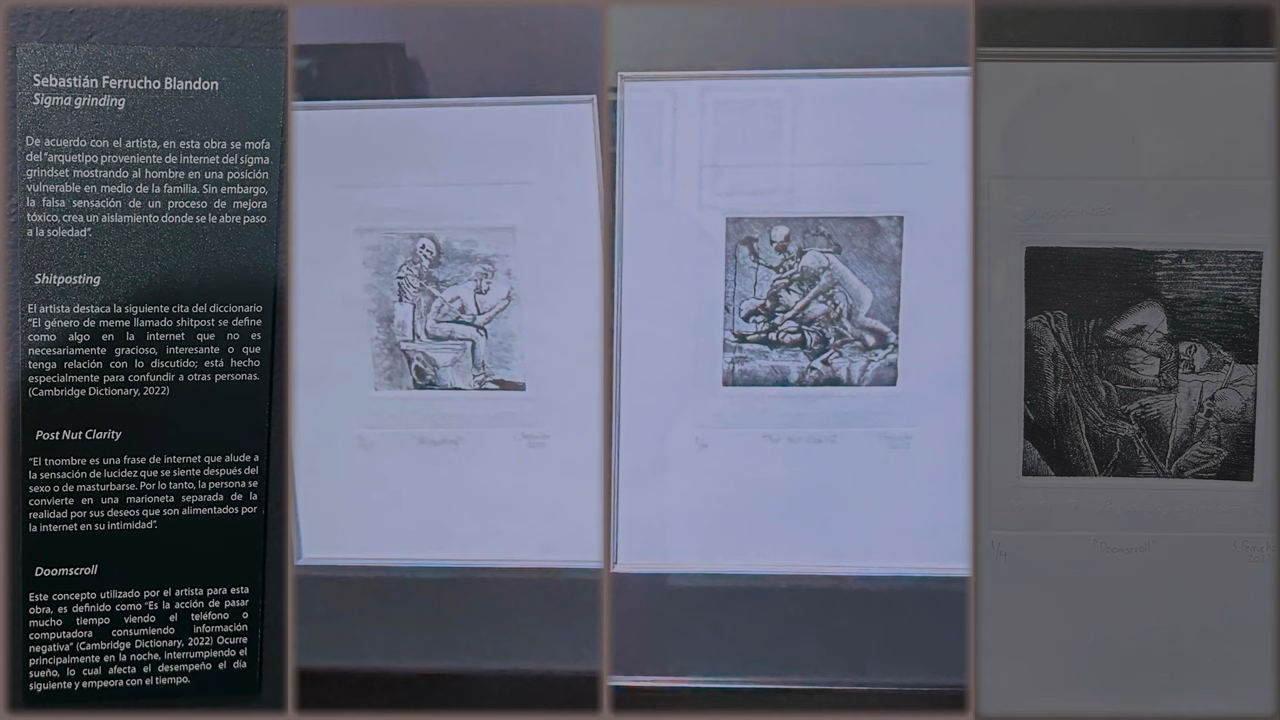 Sebastián Ferrucho Blandon
Sigma grinding
De acuerdo con el artista, en esta obra se mofa
del "arquetipo proveniente de internet del sigma
grindset mostrando al hombre en una posición
vulnerable en medio de la familia. Sin embargo,
la falsa sensación de un proceso de mejora
tóxico, crea un aislamiento donde se le abre paso
a la soledad".
Shitposting
El artista destaca la siguiente cita del diccionario
"El género de meme llamado shitpost se define
como algo en la internet que no es
necesariamente gracioso, interesante o que
tenga relación con lo discutido; está hecho
especialmente para confundir a otras personas.
(Cambridge Dictionary, 2022)
Post Nut Clarity
"El tnombre es una frase de internet que alude a
la sensación de lucidez que se siente después del
sexo o de masturbarse. Por lo tanto, la persona se
convierte en una marioneta separada de la
realidad por sus deseos que son alimentados por
la internet en su intimidad".
Doomscroll
Este concepto utilizado por el artista para esta
obra, es definido como "Es la acción de pasar
mucho tiempo viendo el teléfono o
computadora consumiendo información
negativa" (Cambridge Dictionary, 2022) Ocurre
principalmente en la noche, interrumpiendo el
sueño, lo cual afecta el desempeño el día
siguiente y empeora con el tiempo.
1/4 "Doomscroll"